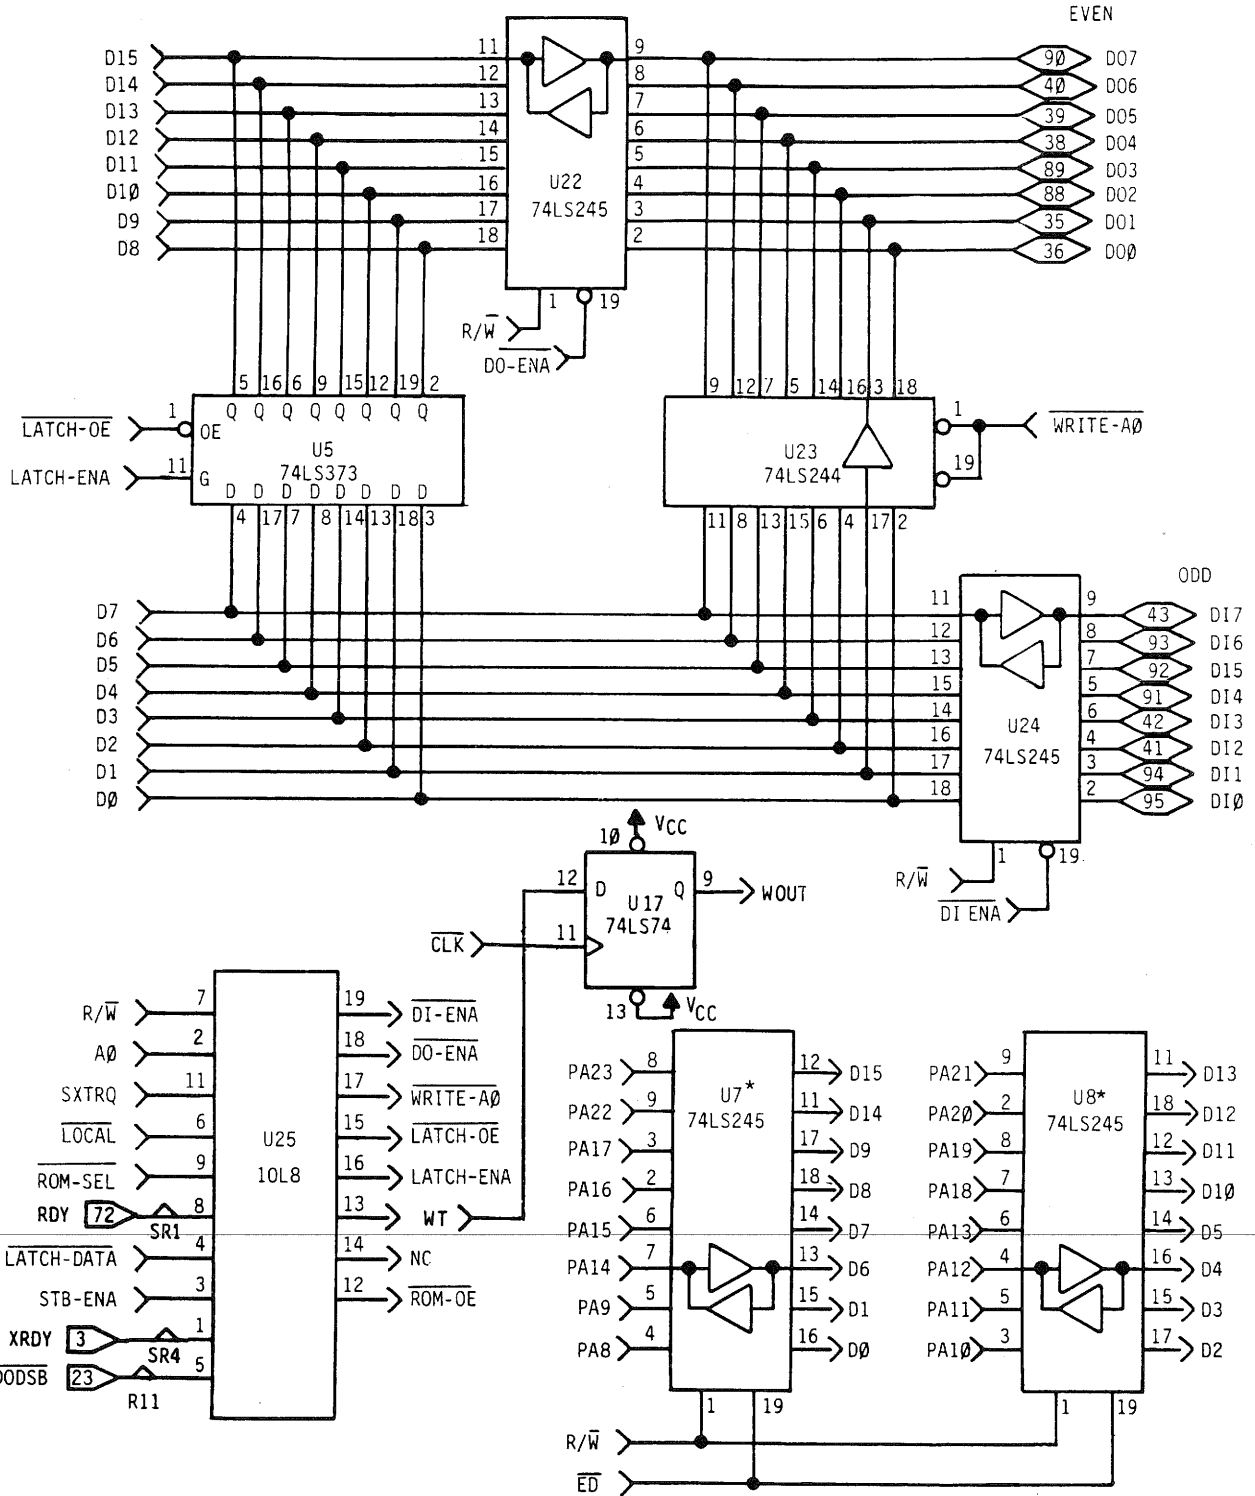 EVEN
D15 11 9 90 DO7
D14 12 8 40 DO6
D13 13 7 39 DO5
D12 14 6 38 DO4
D11 15 5 89 DO3
D1Ø 16 U22 4 88 DO2
D9 17 74LS245 3 35 DO1
D8 18 2 36 DOØ
1 19
R/W̅
DO-ENA
5 16 6 9 15 12 19 2
9 12 7 5 14 16 3 18
LATCH-OE 1 OE Q Q Q Q Q Q Q Q
1 WRITE-AØ
U5
74LS373
U23
74LS244
19
LATCH-ENA 11 G D D D D D D D D
4 17 7 8 14 13 18 3
11 8 13 15 6 4 17 2
ODD
D7 11 9 43 DI7
D6 12 8 93 DI6
D5 13 7 92 D15
D4 15 5 91 DI4
D3 14 U24 6 42 DI3
D2 16 74LS245 4 41 DI2
D1 17 3 94 DI1
DØ 18 2 95 DIØ
1 19
R/W̅
DI ENA
1Ø VCC
12 D U17 Q 9 WOUT
74LS74
CLK 11
13 VCC
R/W̅ 7 19 DI-ENA
AØ 2 18 DO-ENA
SXTRQ 11 17 WRITE-AØ
LOCAL 6 U25 15 LATCH-OE
ROM-SEL 9 10L8 16 LATCH-ENA
RDY 72 SR1 8 13 WT
LATCH-DATA 4 14 NC
STB-ENA 3 12 ROM-OE
XRDY 3 SR4 1
DODSB 23 R11 5
U7*
74LS245
PA23 8 12 D15
PA22 9 11 D14
PA17 3 17 D9
PA16 2 18 D8
PA15 6 14 D7
PA14 7 13 D6
PA9 5 15 D1
PA8 4 16 DØ
1 19
U8*
74LS245
PA21 9 11 D13
PA2Ø 2 18 D12
PA19 8 12 D11
PA18 7 13 D1Ø
PA13 6 14 D5
PA12 4 16 D4
PA11 5 15 D3
PA1Ø 3 17 D2
1 19
R/W̅
ED